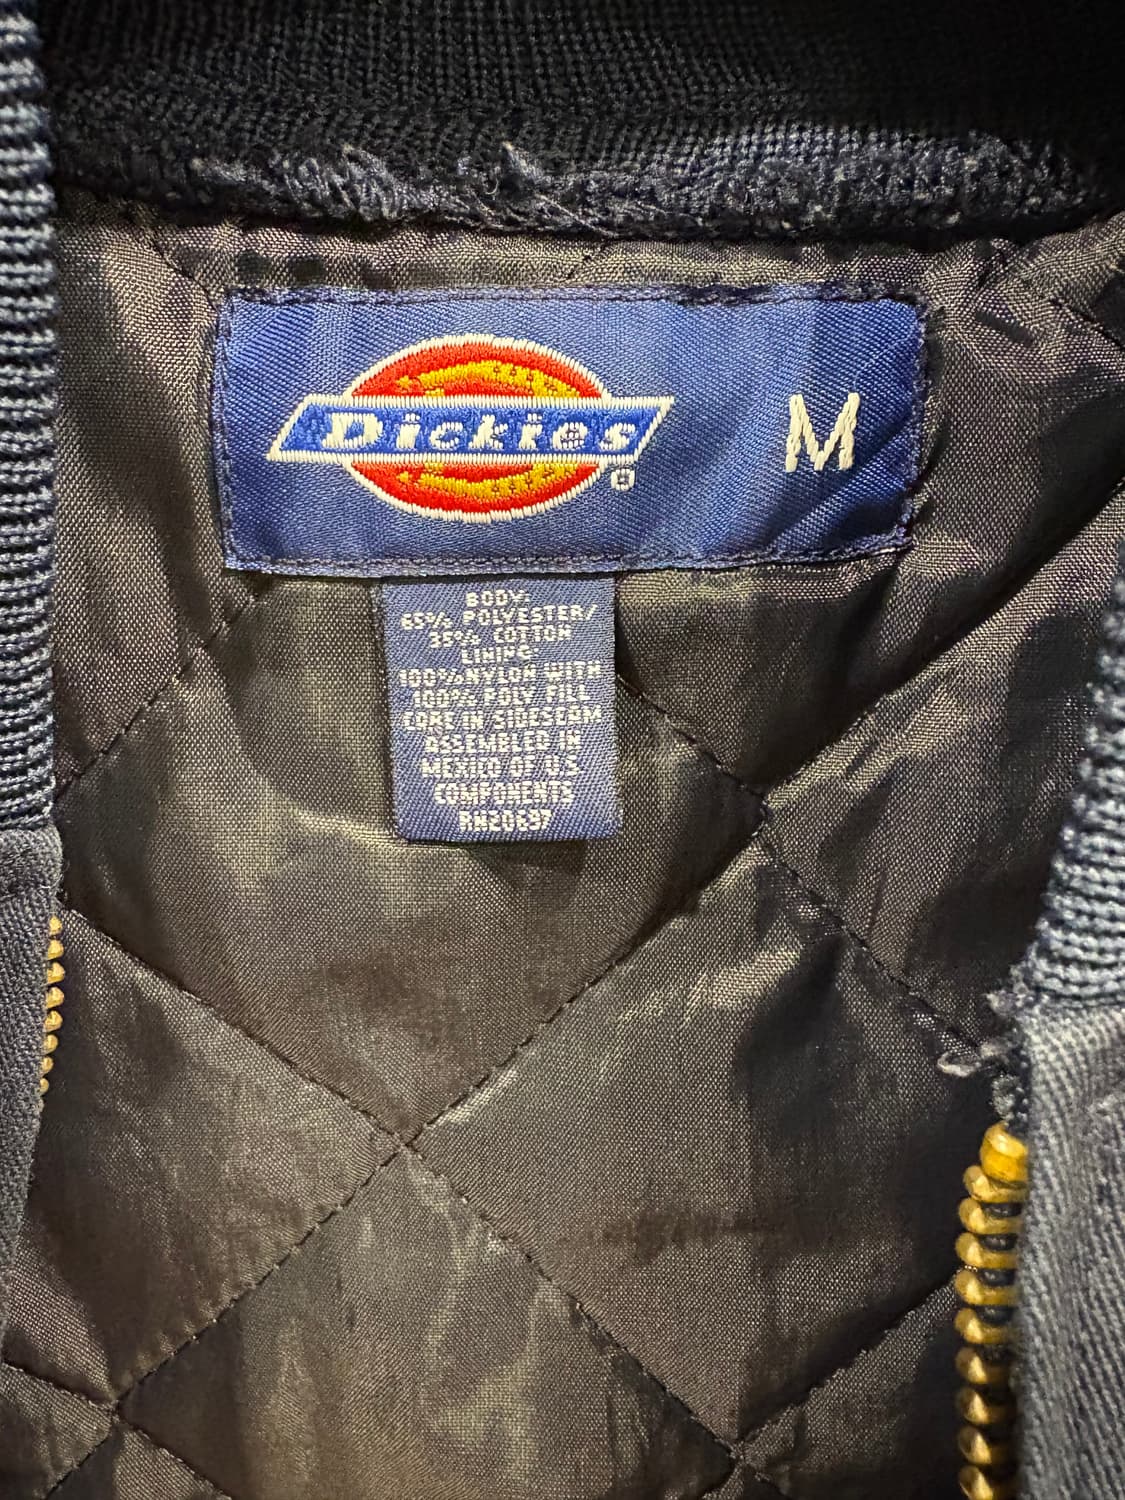 Dickies
®
M
BODY:
65% POLYESTER/
35% COTTON
LINING
100% NYLON WITH
100% POLY FILL
CARE IN SIDESEAM
ASSEMBLED IN
MEXICO OF U.S
COMPONENTS
RN20697